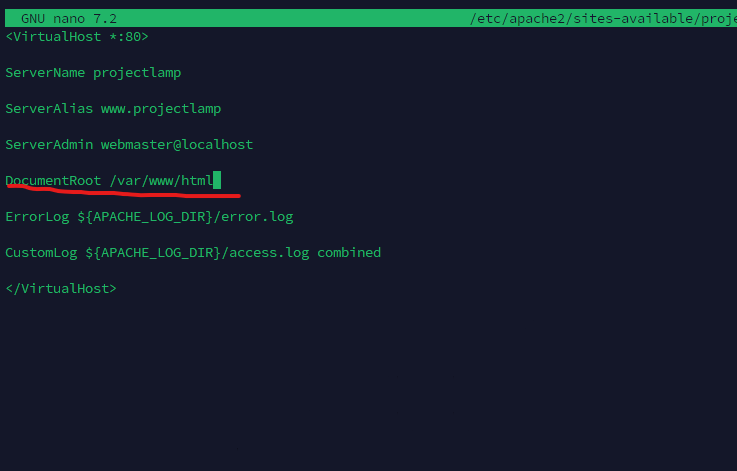 GNU nano 7.2 /etc/apache2/sites-available/proje
<VirtualHost *:80>
ServerName projectlamp
ServerAlias www.projectlamp
ServerAdmin webmaster@localhost
DocumentRoot /var/www/html
ErrorLog ${APACHE_LOG_DIR}/error.log
CustomLog ${APACHE_LOG_DIR}/access.log combined
</VirtualHost>